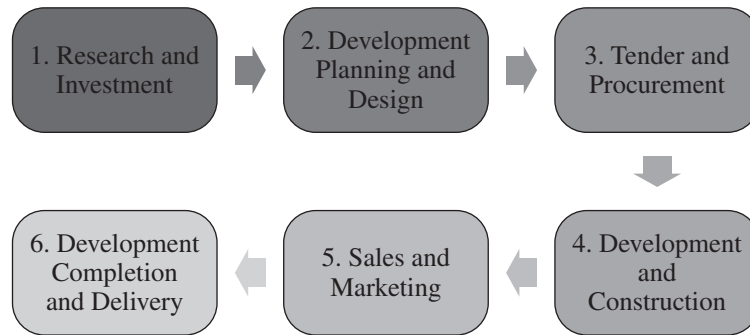 1. Research and
Investment
2. Development
Planning and
Design
3. Tender and
Procurement
4. Development
and
Construction
5. Sales and
Marketing
6. Development
Completion
and Delivery